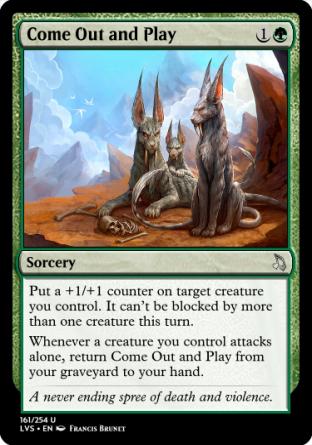 Come Out and Play 1
Sorcery
Put a +1/+1 counter on target creature
you control. It can't be blocked by more
than one creature this turn.
Whenever a creature you control attacks
alone, return Come Out and Play from
your graveyard to your hand.
A never ending spree of death and violence.
161/254 U
LVS • EN Francis Brunet